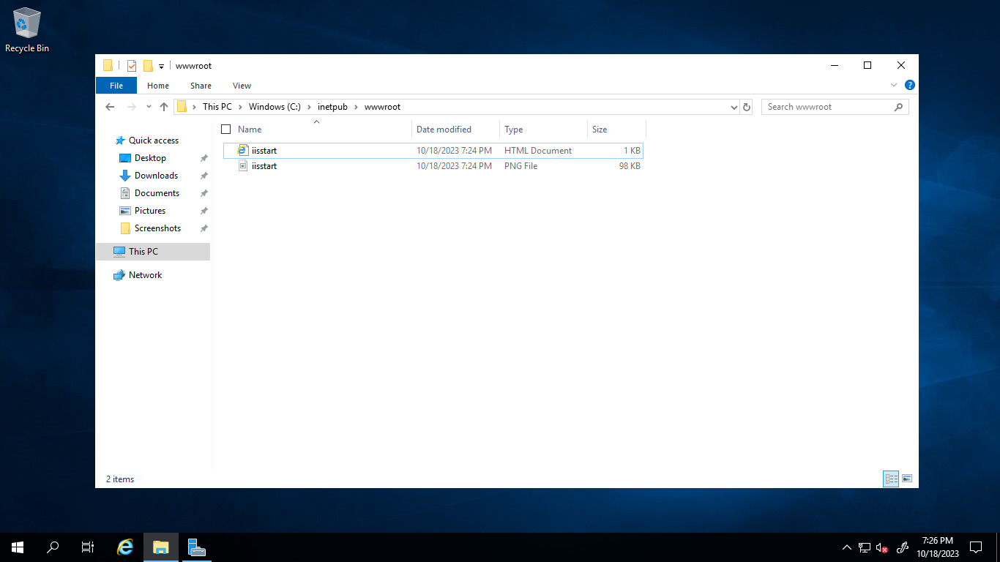 Recycle Bin
wwwroot
File Home Share View
This PC Windows (C:) inetpub wwwroot
Search wwwroot
Name Date modified Type Size
iisstart 10/18/2023 7:24 PM HTML Document 1 KB
iisstart 10/18/2023 7:24 PM PNG File 98 KB
Quick access
Desktop
Downloads
Documents
Pictures
Screenshots
This PC
Network
2 items
7:26 PM
10/18/2023